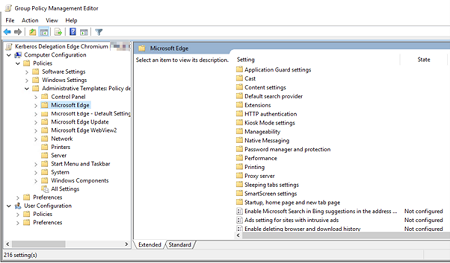 Group Policy Management Editor
File Action View Help
Kerberos Delegation Edge Chromium
Computer Configuration
Policies
Software Settings
Windows Settings
Administrative Templates: Policy de
Control Panel
Microsoft Edge
Microsoft Edge - Default Setting
Microsoft Edge Update
Microsoft Edge WebView2
Network
Printers
Server
Start Menu and Taskbar
System
Windows Components
All Settings
Preferences
User Configuration
Policies
Preferences
Microsoft Edge
Select an item to view its description.
Setting State
Application Guard settings
Cast
Content settings
Default search provider
Extensions
HTTP authentication
Kiosk Mode settings
Manageability
Native Messaging
Password manager and protection
Performance
Printing
Proxy server
Sleeping tabs settings
SmartScreen settings
Startup, home page and new tab page
Enable Microsoft Search in Bing suggestions in the address ... Not configured
Ads setting for sites with intrusive ads Not configured
Enable deleting browser and download history Not configured
Extended Standard
216 setting(s)